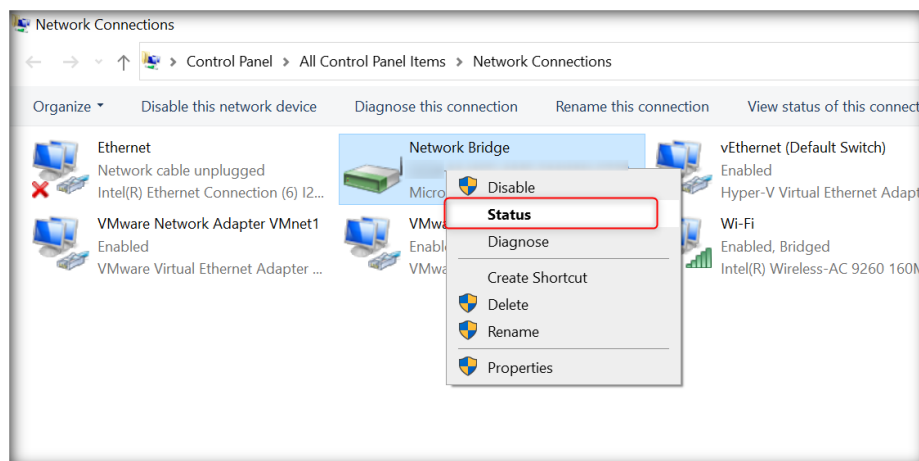 Network Connections
Control Panel > All Control Panel Items > Network Connections
Organize Disable this network device Diagnose this connection Rename this connection View status of this connect
Ethernet
Network cable unplugged
Intel(R) Ethernet Connection (6) I2...
Network Bridge
Micro
vEthernet (Default Switch)
Enabled
Hyper-V Virtual Ethernet Adapt
VMware Network Adapter VMnet1
Enabled
VMware Virtual Ethernet Adapter ...
VMwa
Enabl
VMwa
Wi-Fi
Enabled, Bridged
Intel(R) Wireless-AC 9260 160M
Disable
Status
Diagnose
Create Shortcut
Delete
Rename
Properties